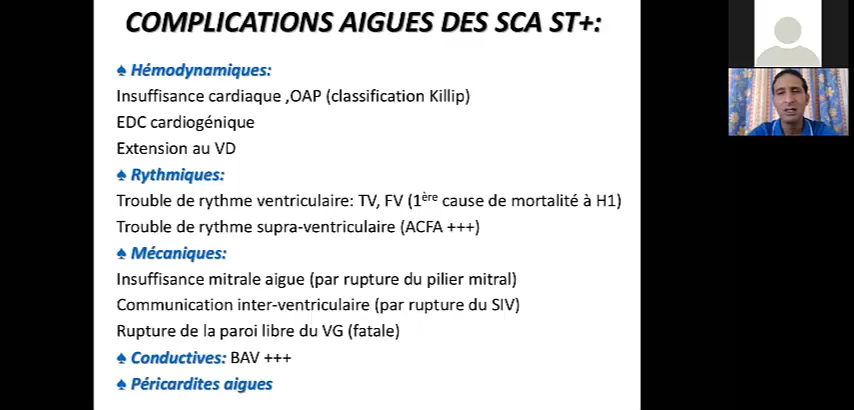 COMPLICATIONS AIGUES DES SCA ST+:
♠ Hémodynamiques:
Insuffisance cardiaque ,OAP (classification Killip)
EDC cardiogénique
Extension au VD
♠ Rythmiques:
Trouble de rythme ventriculaire: TV, FV (1ère cause de mortalité à H1)
Trouble de rythme supra-ventriculaire (ACFA +++)
♠ Mécaniques:
Insuffisance mitrale aigue (par rupture du pilier mitral)
Communication inter-ventriculaire (par rupture du SIV)
Rupture de la paroi libre du VG (fatale)
♠ Conductives: BAV +++
♠ Péricardites aigues